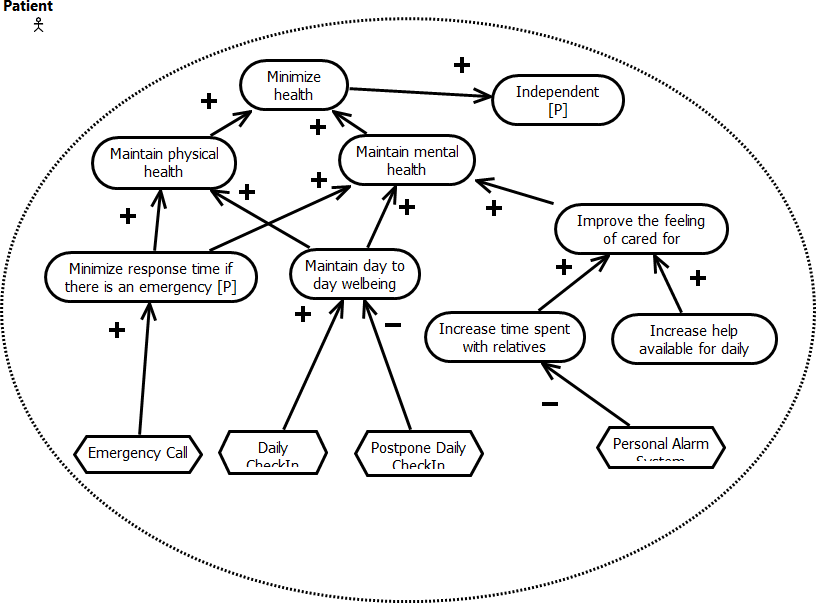 Patient
Minimize
health
Independent
[P]
Maintain physical
health
Maintain mental
health
Improve the feeling
of cared for
Minimize response time if
there is an emergency [P]
Maintain day to
day welbeing
Increase time spent
with relatives
Increase help
available for daily
Emergency Call
Daily
CheckIn
Postpone Daily
CheckIn
Personal Alarm
System
+
+
+
+
+
+
+
+
+
+
+
+
−
−